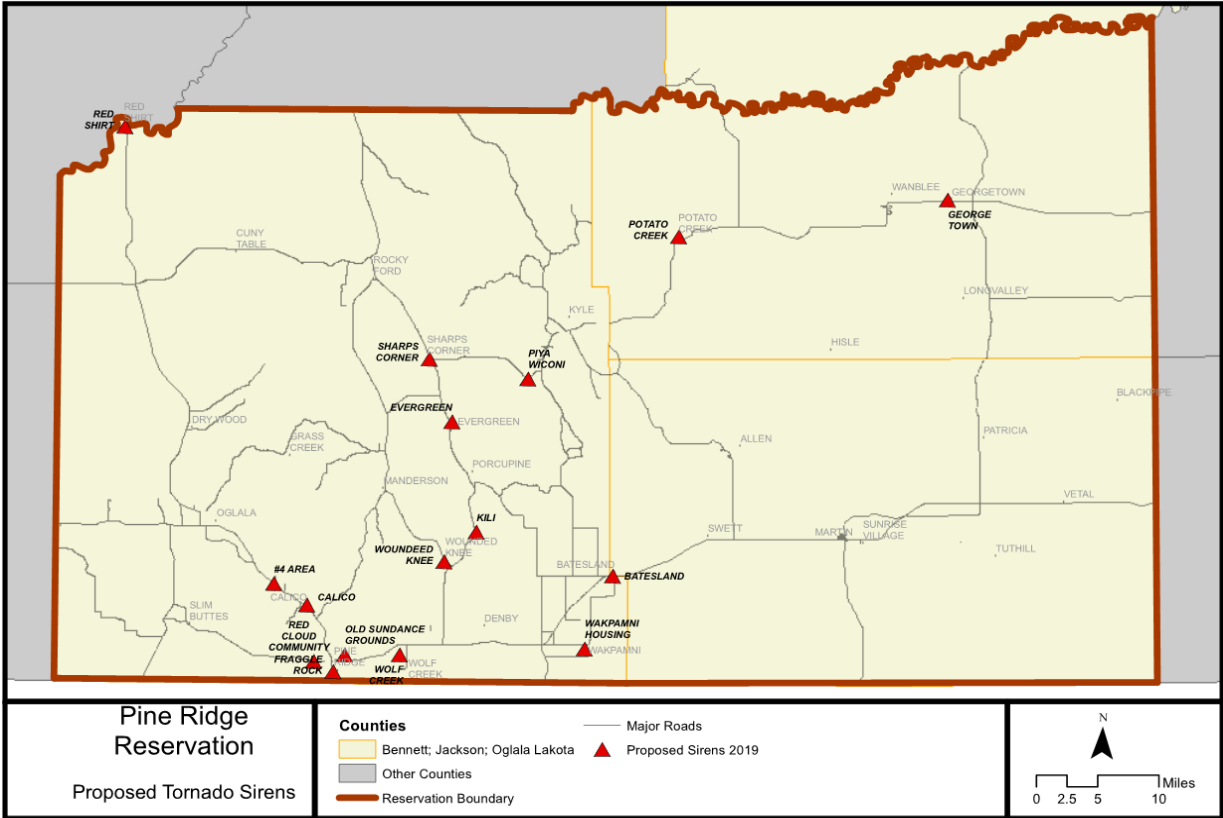 RED
SHIRT
RED
SHIRT
WANBLEE
GEORGETOWN
GEORGE
TOWN
POTATO
CREEK
POTATO
CREEK
CUNY
TABLE
ROCKY
FORD
LONGVALLEY
KYLE
SHARPS
CORNER
SHARPS
CORNER
PIYA
WICONI
HISLE
BLACKPIPE
EVERGREEN
EVERGREEN
DRY WOOD
GRASS
CREEK
PATRICIA
ALLEN
PORCUPINE
MANDERSON
VETAL
OGLALA
KILI
SWETT
MARTIN
SUNRISE
VILLAGE
WOUNDEED
KNEE
WOUNDED
KNEE
TUTHILL
BATESLAND
BATESLAND
#4 AREA
CALICO
CALICO
SLIM
BUTTES
DENBY
RED
CLOUD
COMMUNITY
OLD SUNDANCE
GROUNDS
WAKPAMNI
HOUSING
WAKPAMNI
FRAGGLE
ROCK
PINE
RIDGE
WOLF
CREEK
WOLF
CREEK
Pine Ridge
Reservation
Proposed Tornado Sirens
Counties
Bennett; Jackson; Oglala Lakota
Other Counties
Reservation Boundary
Major Roads
Proposed Sirens 2019
N
Miles
0 2.5 5 10